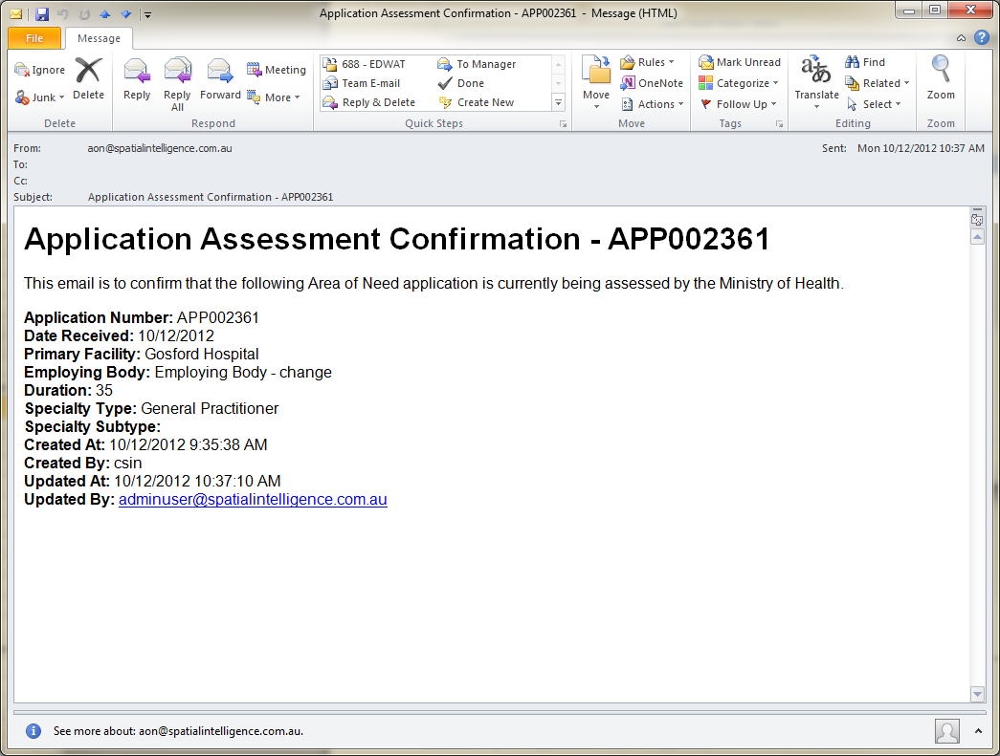 Application Assessment Confirmation - APP002361 - Message (HTML)
File
Message
Ignore
Junk
Delete
Delete
Reply
Reply All
Forward
Meeting
More
Respond
688 - EDWAT
Team E-mail
Reply & Delete
To Manager
Done
Create New
Quick Steps
Move
Rules
OneNote
Actions
Move
Mark Unread
Categorize
Follow Up
Tags
Translate
Find
Related
Select
Editing
Zoom
Zoom
From: aon@spatialintelligence.com.au
Sent: Mon 10/12/2012 10:37 AM
To:
Cc:
Subject: Application Assessment Confirmation - APP002361
Application Assessment Confirmation - APP002361
This email is to confirm that the following Area of Need application is currently being assessed by the Ministry of Health.
Application Number: APP002361
Date Received: 10/12/2012
Primary Facility: Gosford Hospital
Employing Body: Employing Body - change
Duration: 35
Specialty Type: General Practitioner
Specialty Subtype:
Created At: 10/12/2012 9:35:38 AM
Created By: csin
Updated At: 10/12/2012 10:37:10 AM
Updated By: adminuser@spatialintelligence.com.au
See more about: aon@spatialintelligence.com.au.